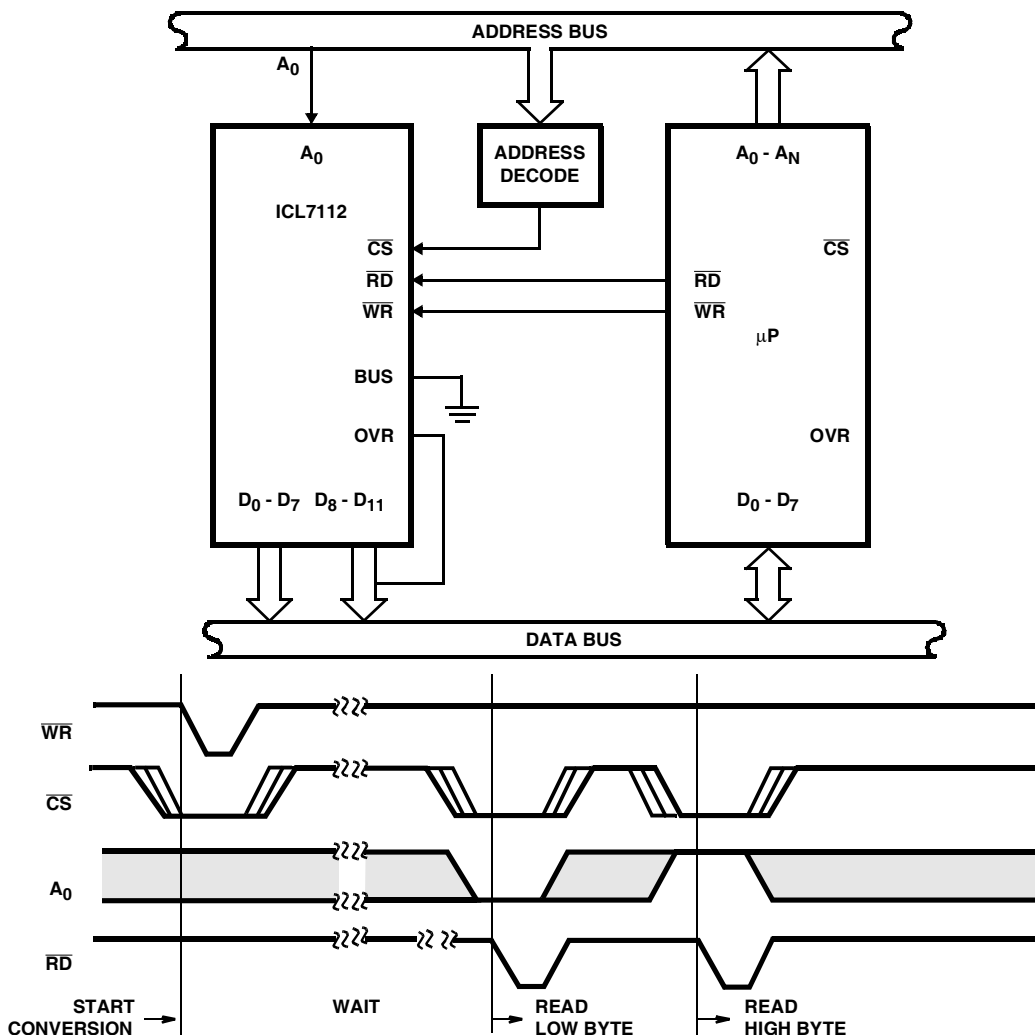 ADDRESS BUS
A0
A0
ICL7112
CS
RD
WR
BUS
OVR
D0 - D7 D8 - D11
ADDRESS
DECODE
A0 - AN
CS
RD
WR
μP
OVR
D0 - D7
DATA BUS
WR
CS
A0
RD
START
CONVERSION
WAIT
READ
LOW BYTE
READ
HIGH BYTE